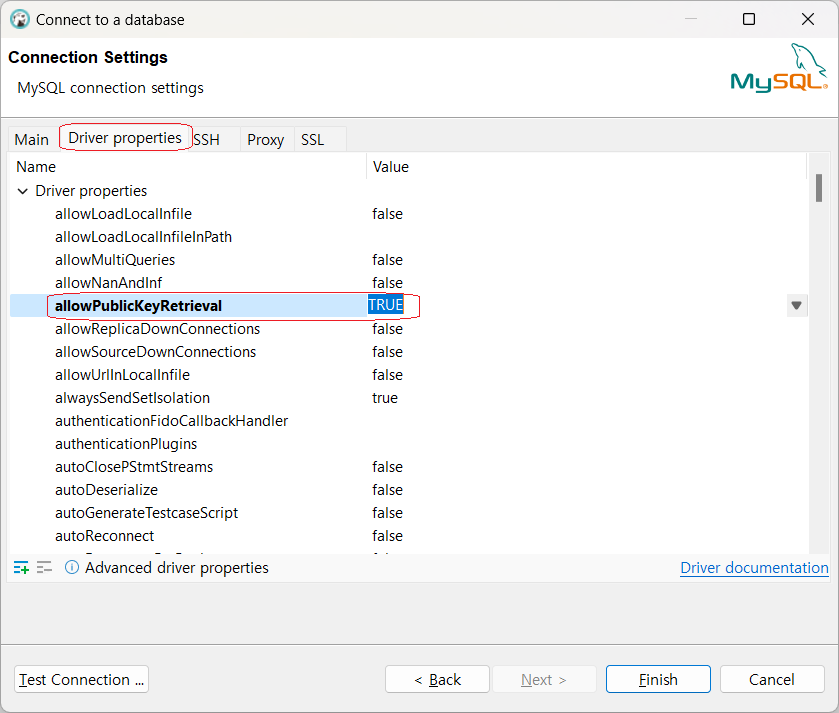 Connect to a database
Connection Settings
MySQL connection settings
MySQL®
Main Driver properties SSH Proxy SSL
Name Value
Driver properties
allowLoadLocalInfile false
allowLoadLocalInfileInPath
allowMultiQueries false
allowNanAndInf false
allowPublicKeyRetrieval TRUE
allowReplicaDownConnections false
allowSourceDownConnections false
allowUrlInLocalInfile false
alwaysSendSetIsolation true
authenticationFidoCallbackHandler
authenticationPlugins
autoClosePStmtStreams false
autoDeserialize false
autoGenerateTestcaseScript false
autoReconnect false
Advanced driver properties Driver documentation
Test Connection ... < Back Next > Finish Cancel